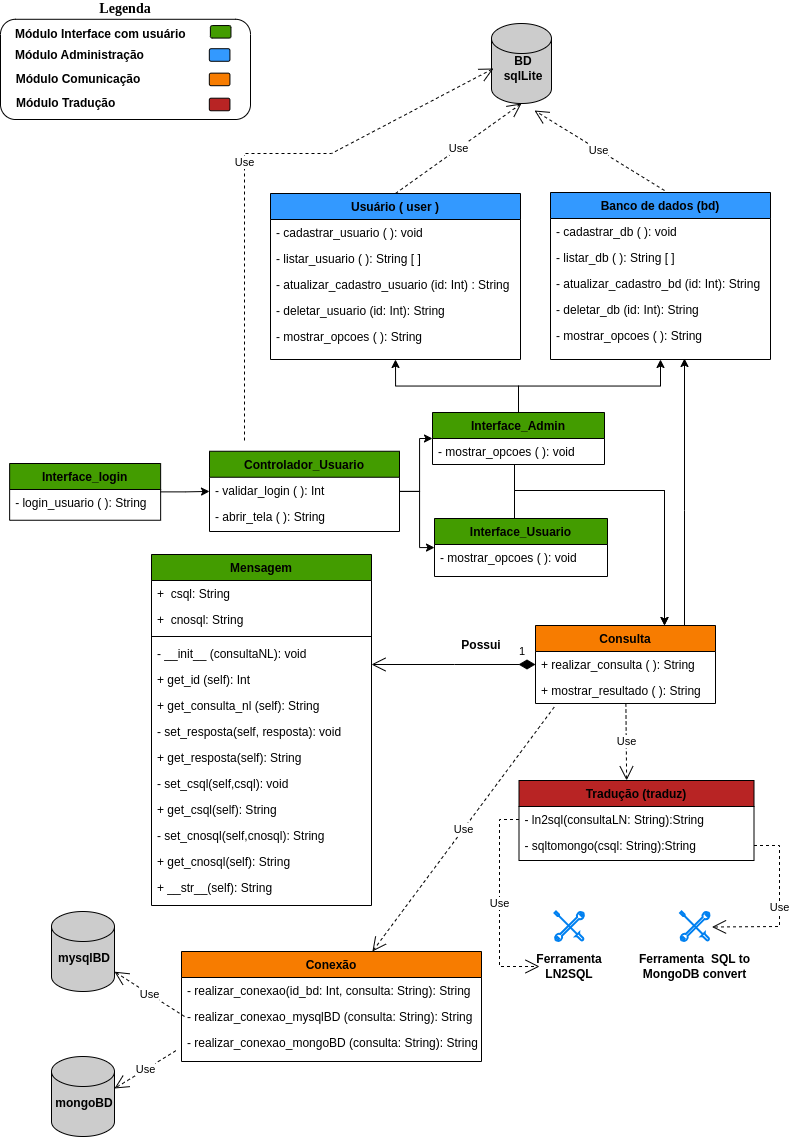 Legenda
Módulo Interface com usuário
Módulo Administração
Módulo Comunicação
Módulo Tradução
BD
sqlLite
Use
Use
Use
Usuário ( user )
- cadastrar_usuario ( ): void
- listar_usuario ( ): String [ ]
- atualizar_cadastro_usuario (id: Int) : String
- deletar_usuario (id: Int): String
- mostrar_opcoes ( ): String
Banco de dados (bd)
- cadastrar_db ( ): void
- listar_db ( ): String [ ]
- atualizar_cadastro_bd (id: Int): String
- deletar_db (id: Int): String
- mostrar_opcoes ( ): String
Interface_Admin
- mostrar_opcoes ( ): void
Interface_login
- login_usuario ( ): String
Controlador_Usuario
- validar_login ( ): Int
- abrir_tela ( ): String
Interface_Usuario
- mostrar_opcoes ( ): void
Mensagem
+ csql: String
+ cnosql: String
- __init__ (consultaNL): void
+ get_id (self): Int
+ get_consulta_nl (self): String
- set_resposta(self, resposta): void
+ get_resposta(self): String
- set_csql(self,csql): void
+ get_csql(self): String
- set_cnosql(self,cnosql): String
+ get_cnosql(self): String
+ __str__(self): String
Possui
1
Consulta
+ realizar_consulta ( ): String
+ mostrar_resultado ( ): String
Use
Use
Tradução (traduz)
- ln2sql(consultaLN: String):String
- sqltomongo(csql: String):String
Use
Use
Ferramenta
LN2SQL
Ferramenta SQL to
MongoDB convert
mysqlBD
Use
Conexão
- realizar_conexao(id_bd: Int, consulta: String): String
- realizar_conexao_mysqlBD (consulta: String): String
- realizar_conexao_mongoBD (consulta: String): String
Use
mongoBD